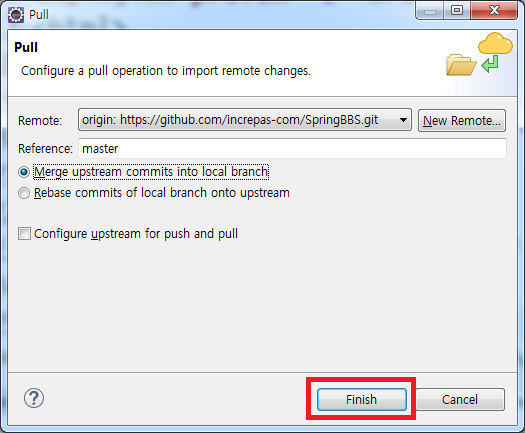 Pull
Pull
Configure a pull operation to import remote changes.
Remote: origin: https://github.com/increpas-com/SpringBBS.git New Remote...
Reference: master
Merge upstream commits into local branch
Rebase commits of local branch onto upstream
Configure upstream for push and pull
? Finish Cancel